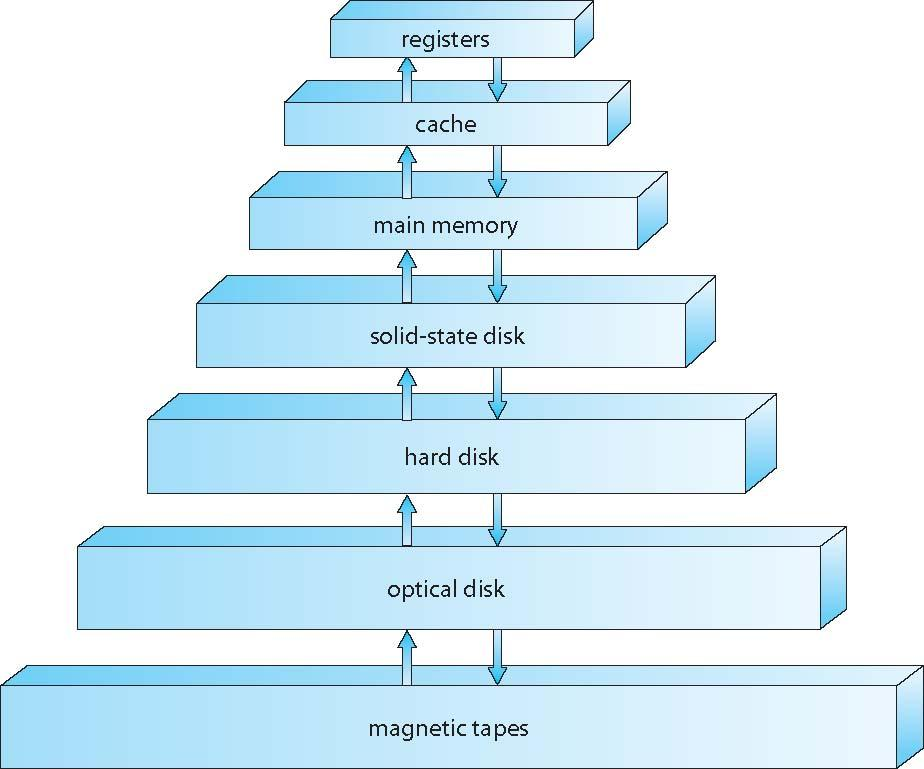 registers
cache
main memory
solid-state disk
hard disk
optical disk
magnetic tapes